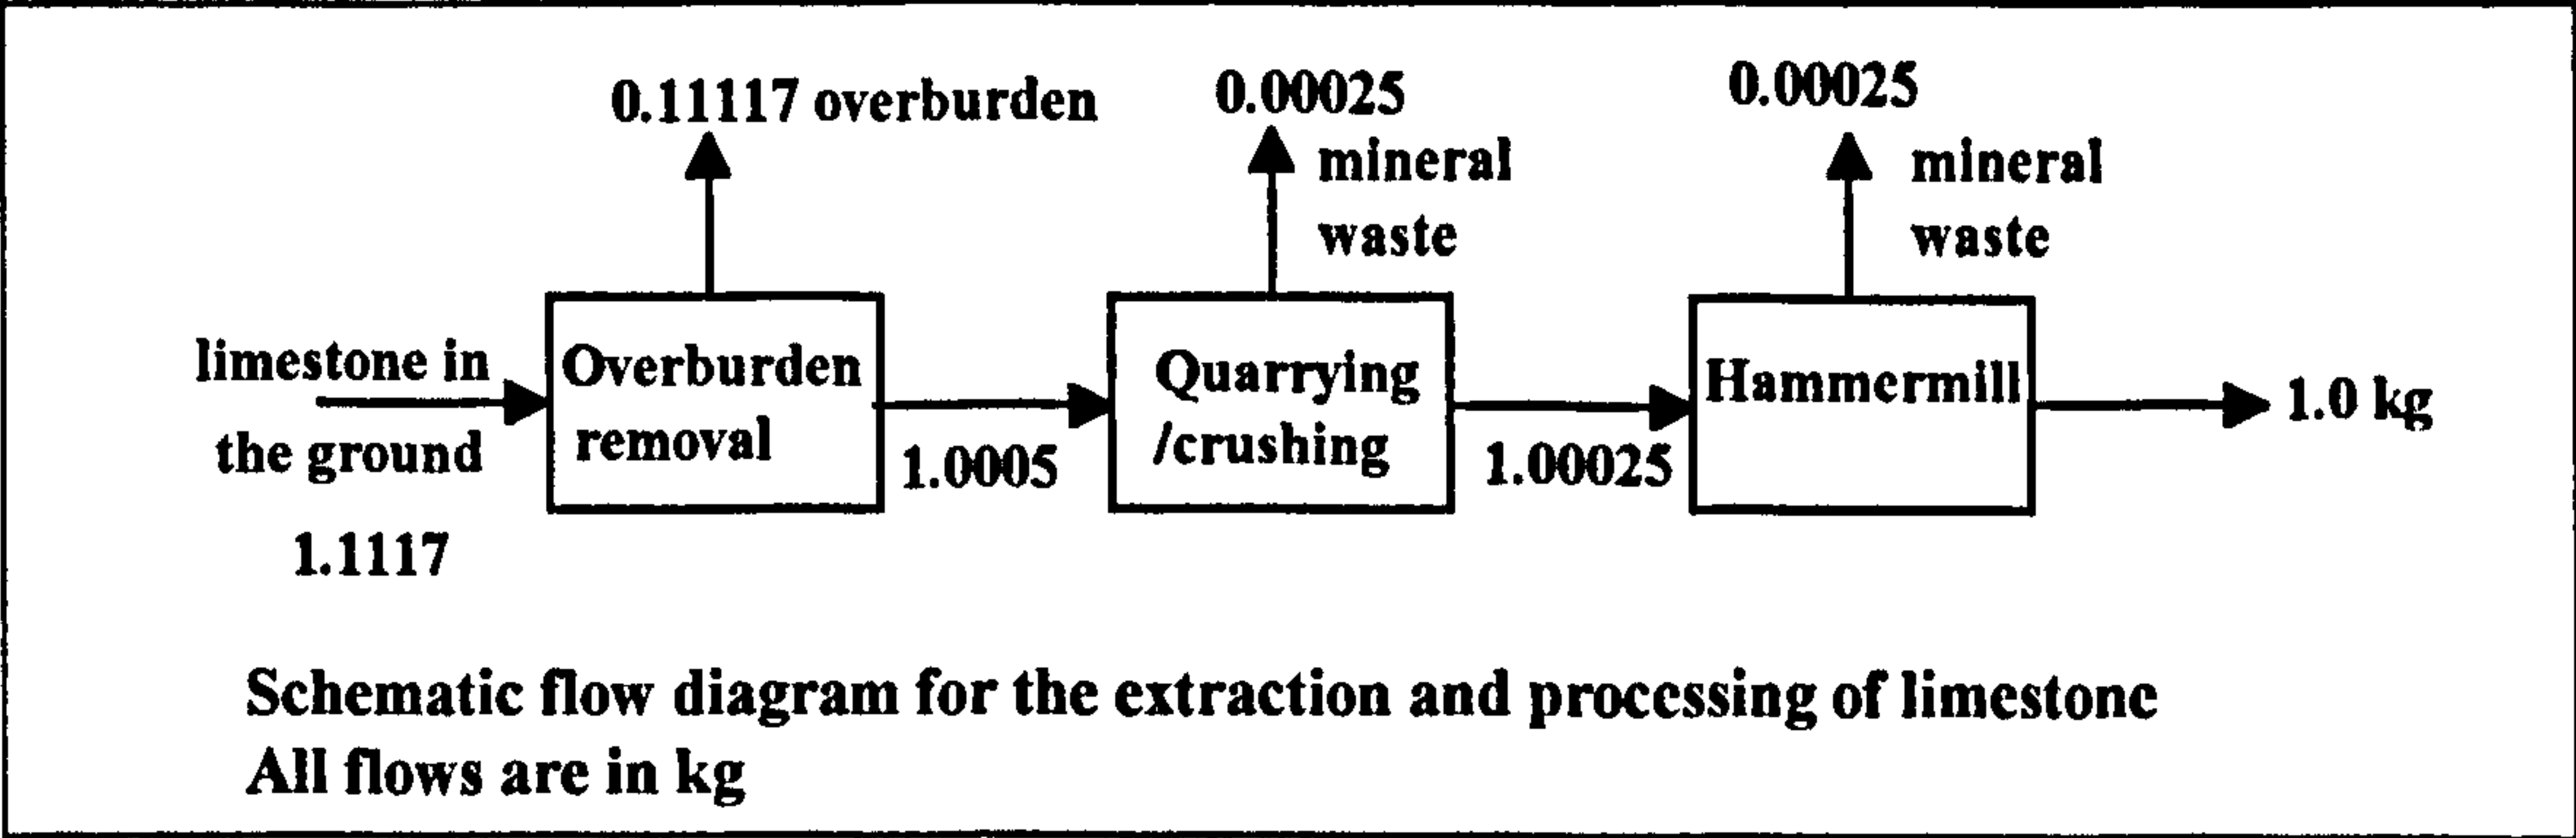 0.11117 overburden
0.00025
mineral
waste
0.00025
mineral
waste
limestone in
the ground
1.1117
Overburden
removal
1.0005
Quarrying
/crushing
1.00025
Hammermill
1.0 kg
Schematic flow diagram for the extraction and processing of limestone
All flows are in kg